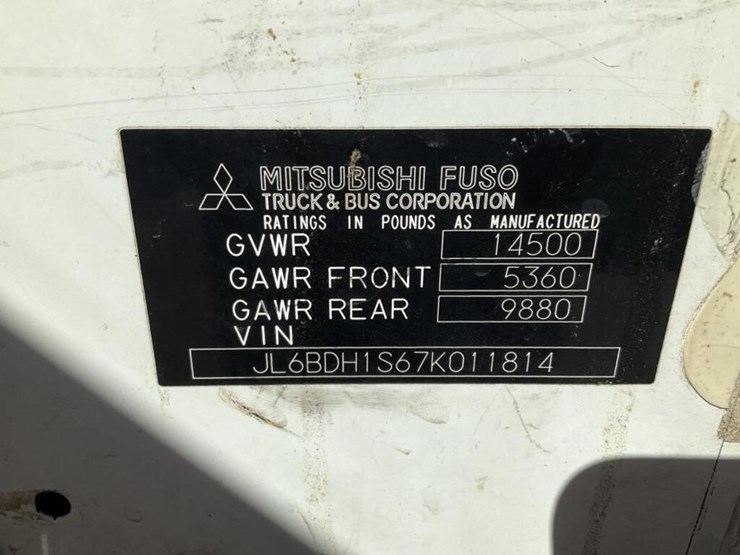 MITSUBISHI FUSO
TRUCK & BUS CORPORATION
RATINGS IN POUNDS AS MANUFACTURED
GVWR 14500
GAWR FRONT 5360
GAWR REAR 9880
VIN
JL6BDH1S67K011814